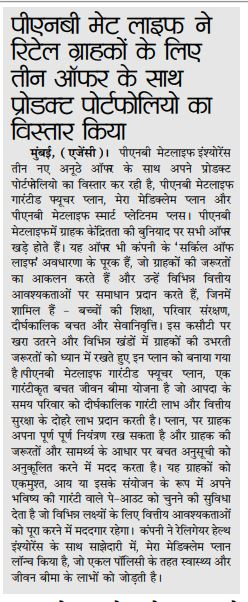 पीएनबी मेट लाइफ ने
रिटेल ग्राहकों के लिए
तीन ऑफर के साथ
प्रोडक्ट पोर्टफोलियो का
विस्तार किया
मुंबई, (एजेंसी)। पीएनबी मेटलाइफ इंश्योरेंस
तीन नए अनूठे ऑफर के साथ अपने प्रोडक्ट
पोर्टफोलियो का विस्तार कर रही है, पीएनबी मेटलाइफ
गारंटीड फ्यूचर प्लान, मेरा मेडिक्लेम प्लान और
पीएनबी मेटलाइफ स्मार्ट प्लेटिनम प्लस। पीएनबी
मेटलाइफमें ग्राहक केंद्रितता की बुनियाद पर सभी ऑफर
खड़े होते हैं। यह ऑफर भी कंपनी के 'सर्किल ऑफ
लाइफ' अवधारणा के पूरक हैं, जो ग्राहकों की जरूरतों
का आकलन करते हैं और उन्हें विभिन्न वित्तीय
आवश्यकताओं पर समाधान प्रदान करते हैं, जिनमें
शामिल हैं - बच्चों की शिक्षा, परिवार संरक्षण,
दीर्घकालिक बचत और सेवानिवृत्ति। इस कसौटी पर
खरा उतरने और विभिन्न खंडों में ग्राहकों की उभरती
जरूरतों को ध्यान में रखते हुए इन प्लान को बनाया गया
है।पीएनबी मेटलाइफ गारंटीड फ्यूचर प्लान, एक
गारंटीकृत बचत जीवन बीमा योजना है जो आपदा के
समय परिवार को दीर्घकालिक गारंटी लाभ और वित्तीय
सुरक्षा के दोहरे लाभ प्रदान करती है। प्लान, पर ग्राहक
अपना पूर्ण पूर्ण नियंत्रण रख सकता है और ग्राहक की
जरूरतों और सामर्थ्य के आधार पर बचत अनुसूची को
अनुकूलित करने में मदद करता है। यह ग्राहकों को
एकमुश्त, आय या इसके संयोजन के रूप में अपने
भविष्य की गारंटी वाले पे-आउट को चुनने की सुविधा
देता है जो विभिन्न लक्ष्यों के लिए वित्तीय आवश्यकताओं
को पूरा करने में मददगार रहेगा। कंपनी ने रेलिगेयर हेल्थ
इंश्योरेंस के साथ साझेदारी में, मेरा मेडिक्लेम प्लान
लॉन्च किया है, जो एकल पॉलिसी के तहत स्वास्थ्य और
जीवन बीमा के लाभों को जोड़ती है।